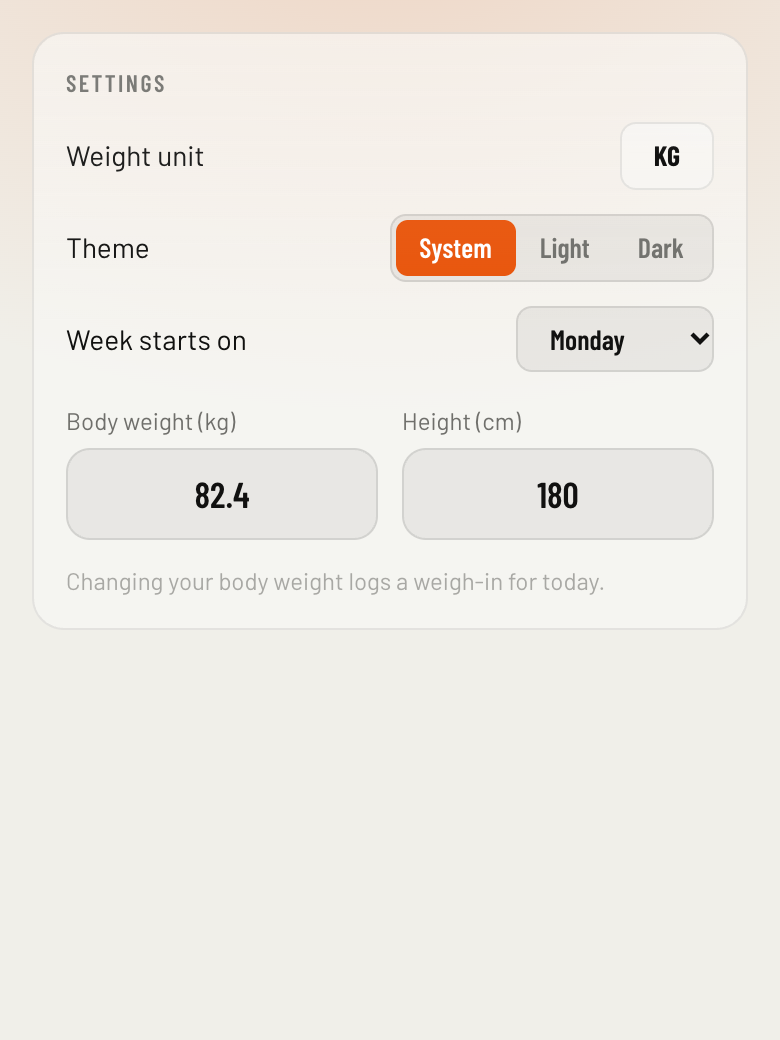 SETTINGS
Weight unit KG
Theme System Light Dark
Week starts on Monday
Body weight (kg) Height (cm)
82.4 180
Changing your body weight logs a weigh-in for today.